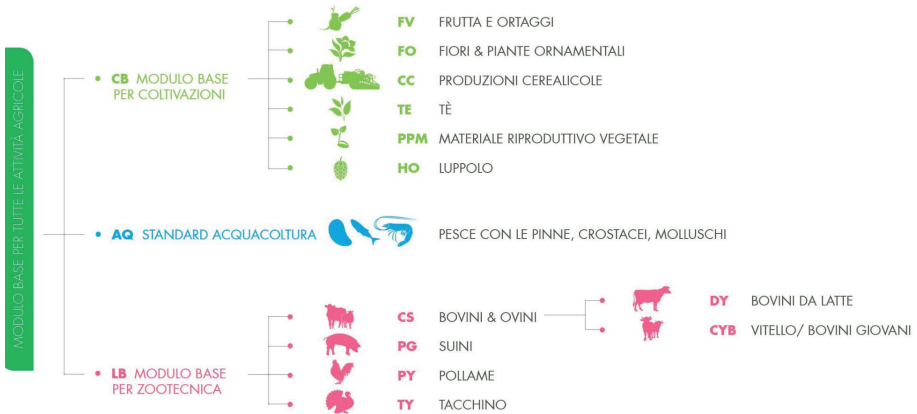 MODULO BASE PER TUTTE LE ATTIVITÀ AGRICOLE
CB MODULO BASE
PER COLTIVAZIONI
FV FRUTTA E ORTAGGI
FO FIORI & PIANTE ORNAMENTALI
CC PRODUZIONI CEREALICOLE
TE TÈ
PPM MATERIALE RIPRODUTTIVO VEGETALE
HO LUPPOLO
AQ STANDARD ACQUACOLTURA
PESCE CON LE PINNE, CROSTACEI, MOLLUSCHI
LB MODULO BASE
PER ZOOTECNICA
CS BOVINI & OVINI
PG SUINI
PY POLLAME
TY TACCHINO
DY BOVINI DA LATTE
CYB VITELLO/ BOVINI GIOVANI